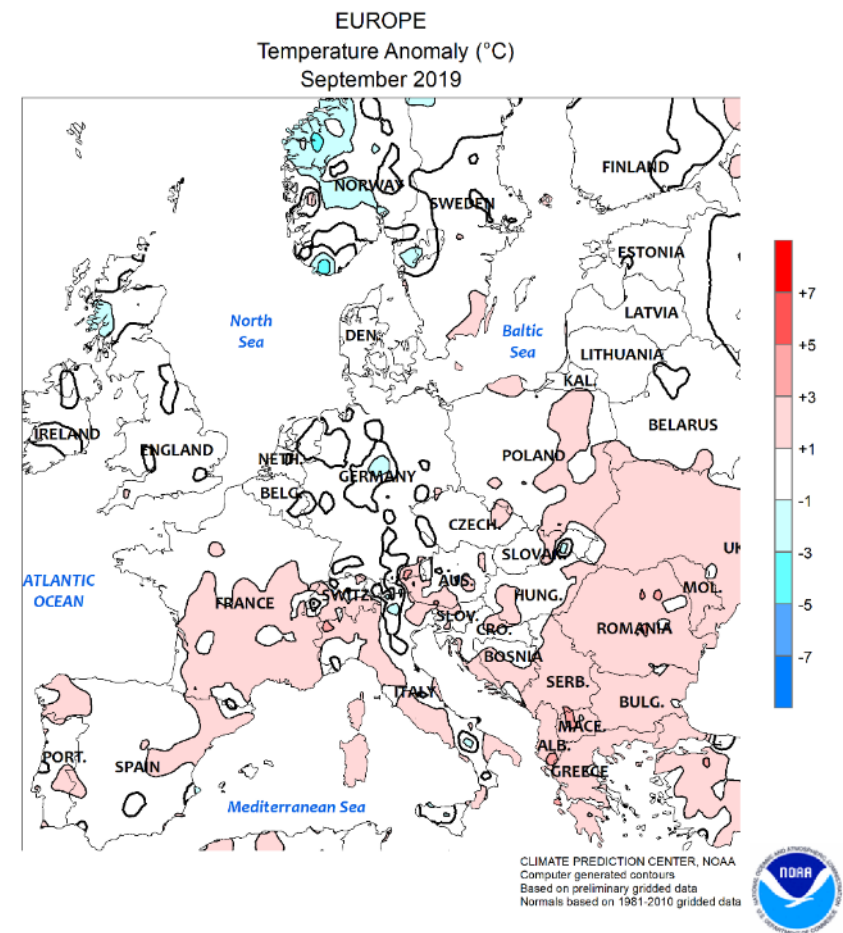 EUROPE
Temperature Anomaly (°C)
September 2019
FINLAND
NORWAY
SWEDEN
ESTONIA
North
Sea
LATVIA
DEN.
Baltic
Sea
LITHUANIA
KAL.
BELARUS
IRELAND
ENGLAND
NETH.
POLAND
GERMANY
BELG.
CZECH.
SLOVAK.
UK
ATLANTIC
OCEAN
FRANCE
SWITZ.
AUS.
HUNG.
MOL.
SLOV.
CRO.
ROMANIA
BOSNIA
ITALY
SERB.
BULG.
MACE.
ALB.
PORT.
SPAIN
GREECE
Mediterranean Sea
+7
+5
+3
+1
-1
-3
-5
-7
CLIMATE PREDICTION CENTER, NOAA
Computer generated contours
Based on preliminary gridded data
Normals based on 1981-2010 gridded data
NOAA